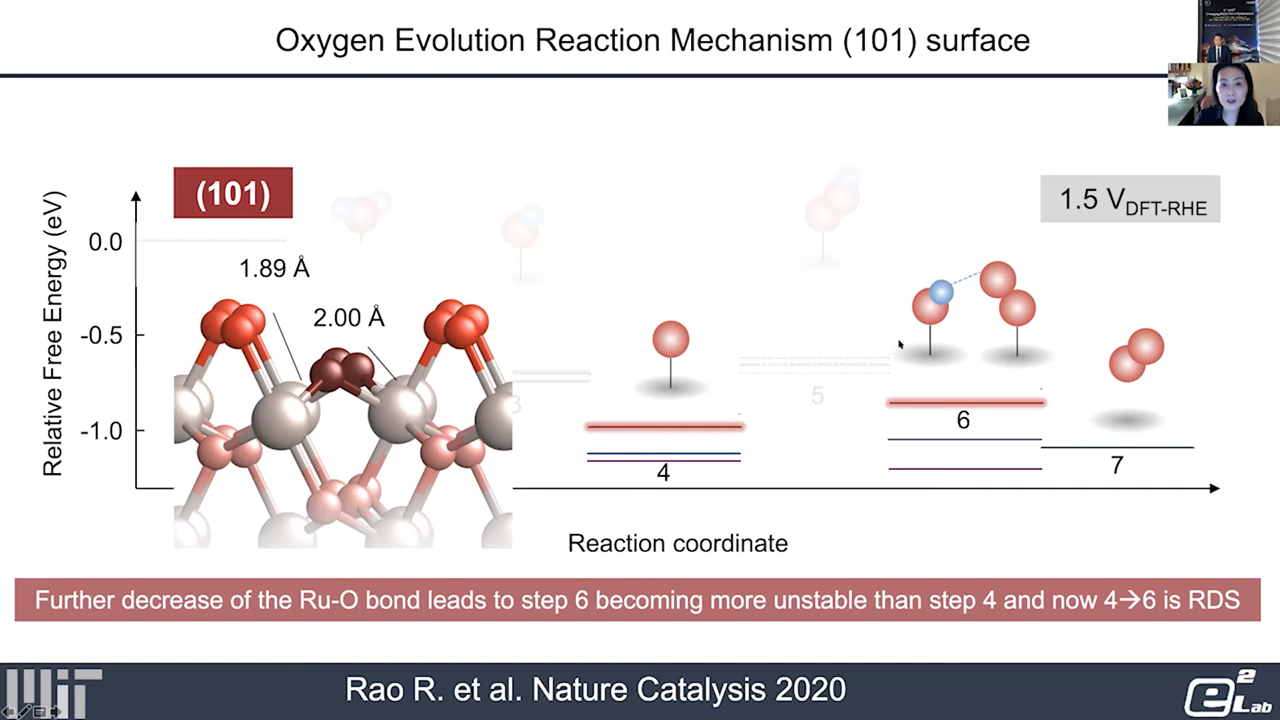 Oxygen Evolution Reaction Mechanism (101) surface
(101)
1.5 V DFT-RHE
Relative Free Energy (eV)
0.0
-0.5
-1.0
1.89 Å
2.00 Å
3
4
5
6
7
Reaction coordinate
Further decrease of the Ru-O bond leads to step 6 becoming more unstable than step 4 and now 4→6 is RDS
MIT
Rao R. et al. Nature Catalysis 2020
e2Lab